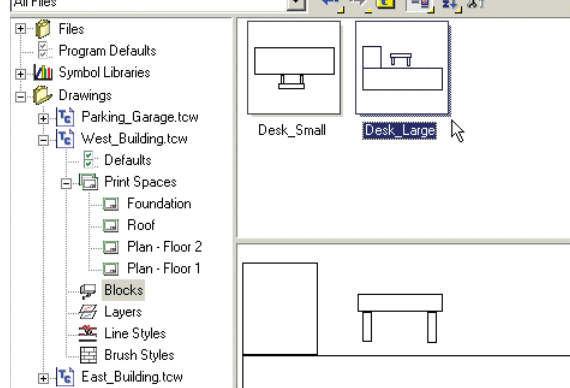 All Files
Files
Program Defaults
Symbol Libraries
Drawings
Parking_Garage.tcw
West_Building.tcw
Defaults
Print Spaces
Foundation
Roof
Plan - Floor 2
Plan - Floor 1
Blocks
Layers
Line Styles
Brush Styles
East_Building.tcw
Desk_Small
Desk_Large